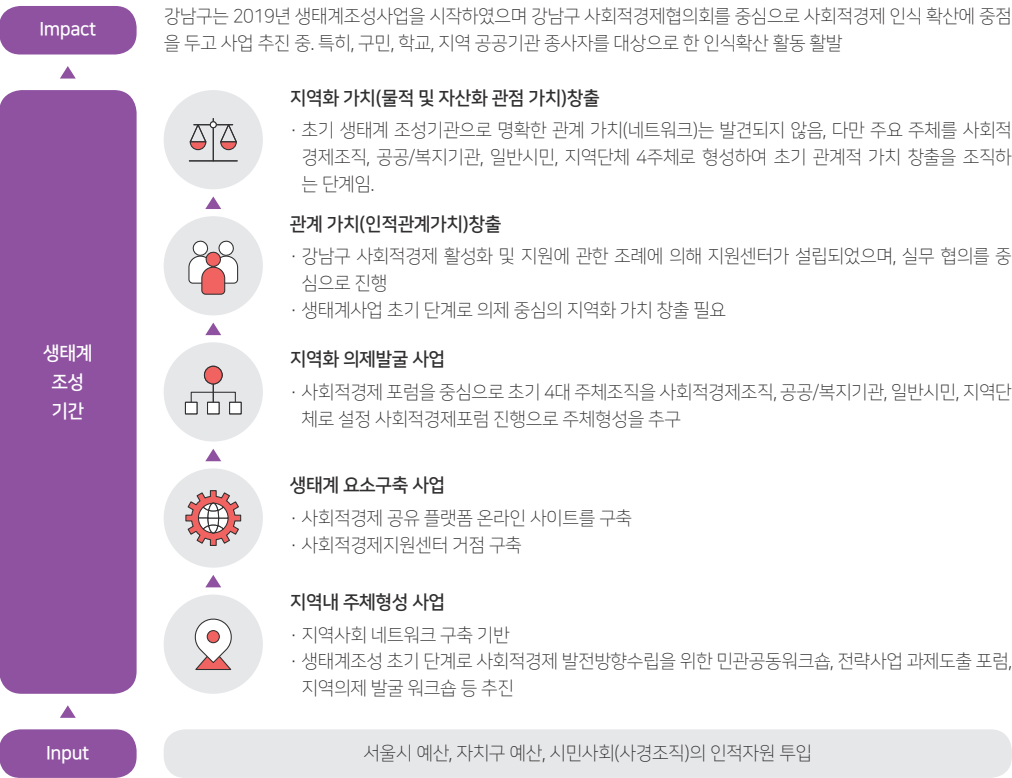 Impact
강남구는 2019년 생태계조성사업을 시작하였으며 강남구 사회적경제협의회를 중심으로 사회적경제 인식 확산에 중점
을 두고 사업 추진 중. 특히, 구민, 학교, 지역 공공기관 종사자를 대상으로 한 인식확산 활동 활발
생태계
조성
기간
지역화 가치(물적 및 자산화 관점 가치)창출
· 초기 생태계 조성기관으로 명확한 관계 가치(네트워크)는 발견되지 않음, 다만 주요 주체를 사회적
경제조직, 공공/복지기관, 일반시민, 지역단체 4주체로 형성하여 초기 관계적 가치 창출을 조직하
는 단계임.
관계 가치(인적관계가치)창출
· 강남구 사회적경제 활성화 및 지원에 관한 조례에 의해 지원센터가 설립되었으며, 실무 협의를 중
심으로 진행
· 생태계사업 초기 단계로 의제 중심의 지역화 가치 창출 필요
지역화 의제발굴 사업
· 사회적경제 포럼을 중심으로 초기 4대 주체조직을 사회적경제조직, 공공/복지기관, 일반시민, 지역단
체로 설정 사회적경제포럼 진행으로 주체형성을 추구
생태계 요소구축 사업
· 사회적경제 공유 플랫폼 온라인 사이트를 구축
· 사회적경제지원센터 거점 구축
지역내 주체형성 사업
· 지역사회 네트워크 구축 기반
· 생태계조성 초기 단계로 사회적경제 발전방향수립을 위한 민관공동워크숍, 전략사업 과제도출 포럼,
지역의제 발굴 워크숍 등 추진
Input
서울시 예산, 자치구 예산, 시민사회(사경조직)의 인적자원 투입